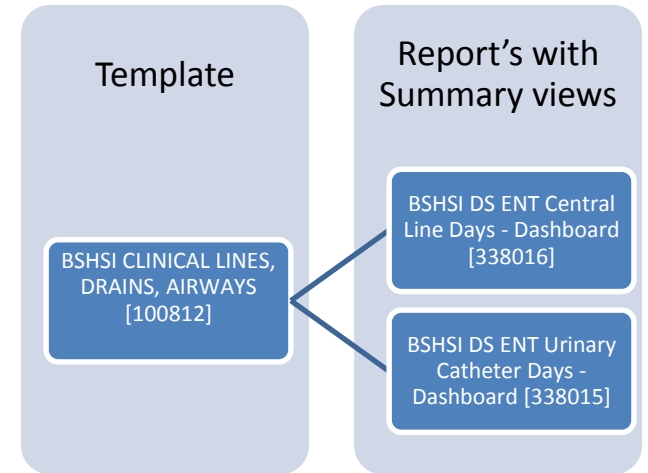 Template
BSHSI CLINICAL LINES,
DRAINS, AIRWAYS
[100812]
Report’s with
Summary views
BSHSI DS ENT Central
Line Days - Dashboard
[338016]
BSHSI DS ENT Urinary
Catheter Days -
Dashboard [338015]